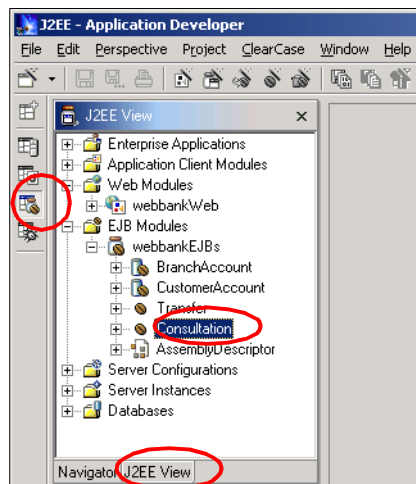 J2EE - Application Developer
File Edit Perspective Project ClearCase Window Help
J2EE View
Enterprise Applications
Application Client Modules
Web Modules
webbankWeb
EJB Modules
webbankEJBs
BranchAccount
CustomerAccount
Transfer
Consultation
AssemblyDescriptor
Server Configurations
Server Instances
Databases
Navigator J2EE View